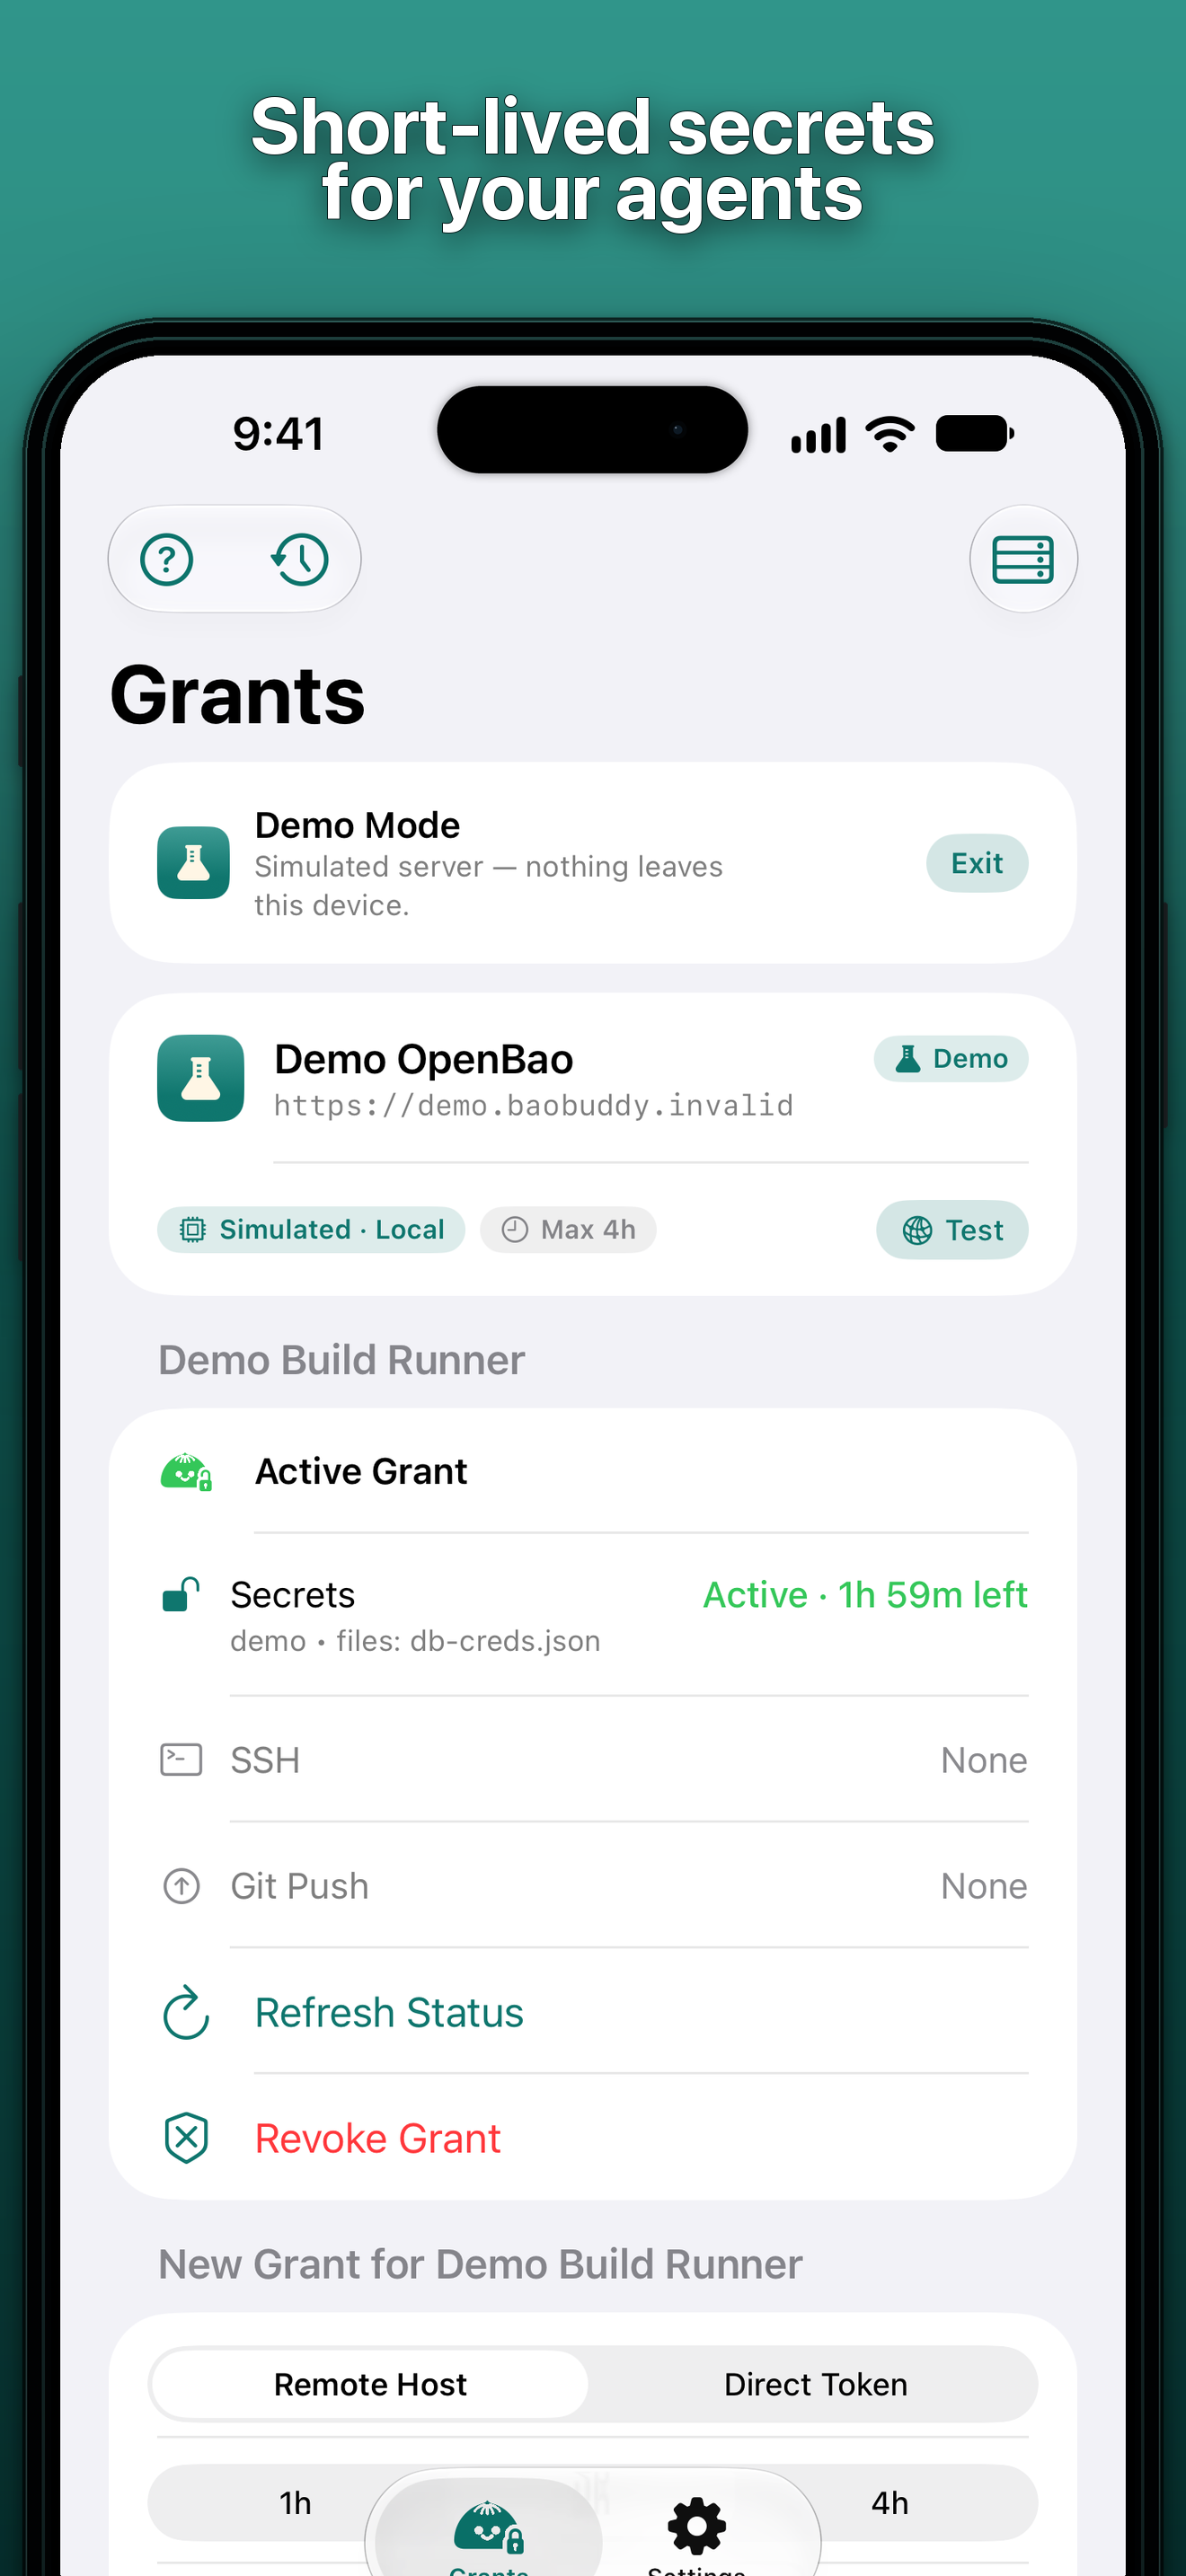 Short-lived secrets
for your agents
9:41
Grants
Demo Mode
Simulated server — nothing leaves
this device.
Exit
Demo OpenBao
Demo
https://demo.baobuddy.invalid
Simulated · Local
Max 4h
Test
Demo Build Runner
Active Grant
Secrets
Active · 1h 59m left
demo • files: db-creds.json
SSH
None
Git Push
None
Refresh Status
Revoke Grant
New Grant for Demo Build Runner
Remote Host
Direct Token
1h
4h
Grants
Settings